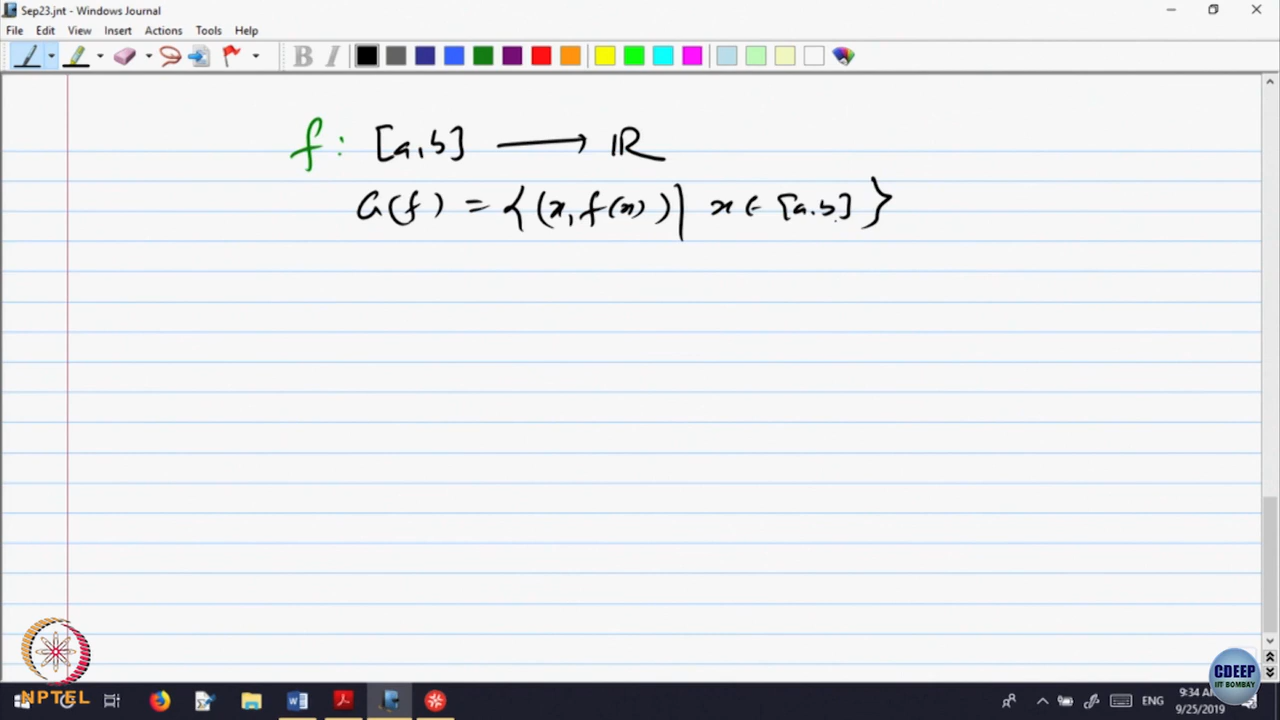 Sep23.jnt - Windows Journal
File Edit View Insert Actions Tools Help
B I
f: [a,b] ⟶ ℝ
G(f) = {(x, f(x)) | x ∈ [a.b]}
NPTEL
CDEEP
IIT BOMBAY
ENG
9:34 AM
9/25/2019